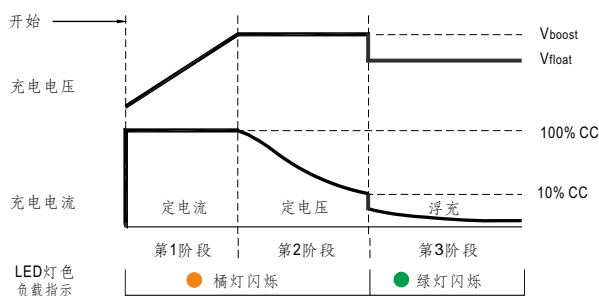 开始
Vboost
Vfloat
充电电压
100% CC
10% CC
充电电流
定电流
定电压
浮充
第1阶段
第2阶段
第3阶段
LED灯色
负载指示
橘灯闪烁
绿灯闪烁